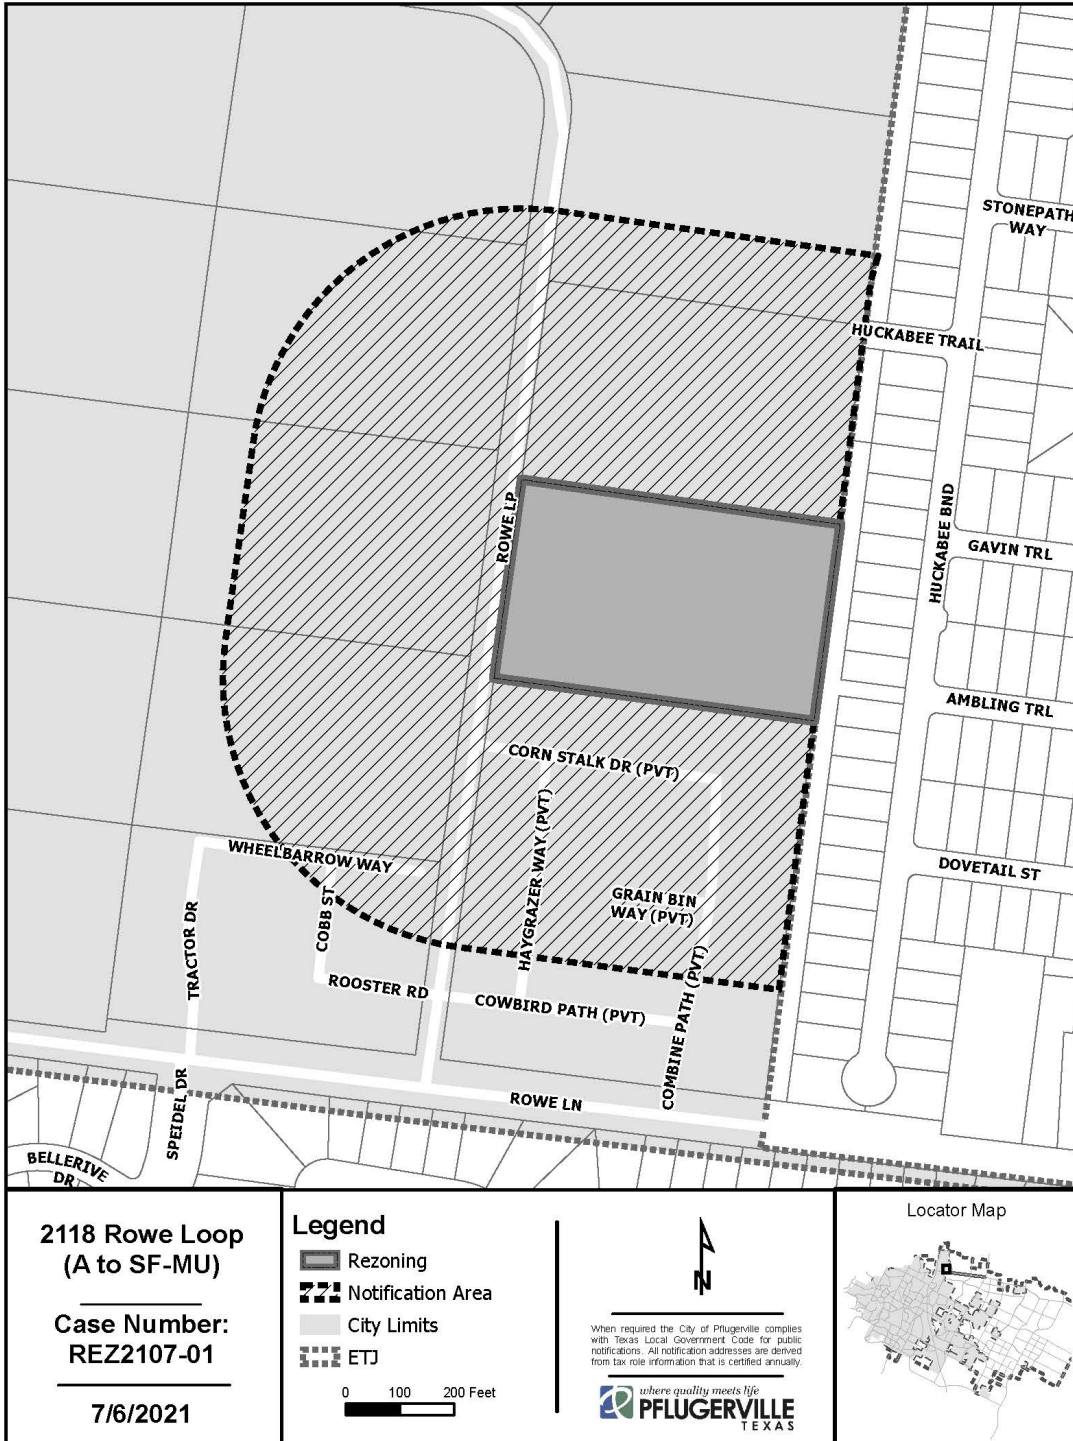 STONEPATH
WAY
HUCKABEE TRAIL
ROWE LP
HUCKABEE BND
GAVIN TRL
AMBLING TRL
CORN STALK DR (PVT)
HAYGRAZER WAY (PVT)
WHEELBARROW WAY
DOVETAIL ST
GRAIN BIN
WAY (PVT)
COBB ST
TRACTOR DR
ROOSTER RD
COWBIRD PATH (PVT)
COMBINE PATH (PVT)
ROWE LN
SPEIDEL DR
BELLERIVE
DR
2118 Rowe Loop
(A to SF-MU)
Case Number:
REZ2107-01
7/6/2021
Legend
Rezoning
Notification Area
City Limits
ETJ
0 100 200 Feet
N
When required the City of Pflugerville complies
with Texas Local Government Code for public
notifications. All notification addresses are derived
from tax role information that is certified annually.
where quality meets life
PFLUGERVILLE
TEXAS
Locator Map